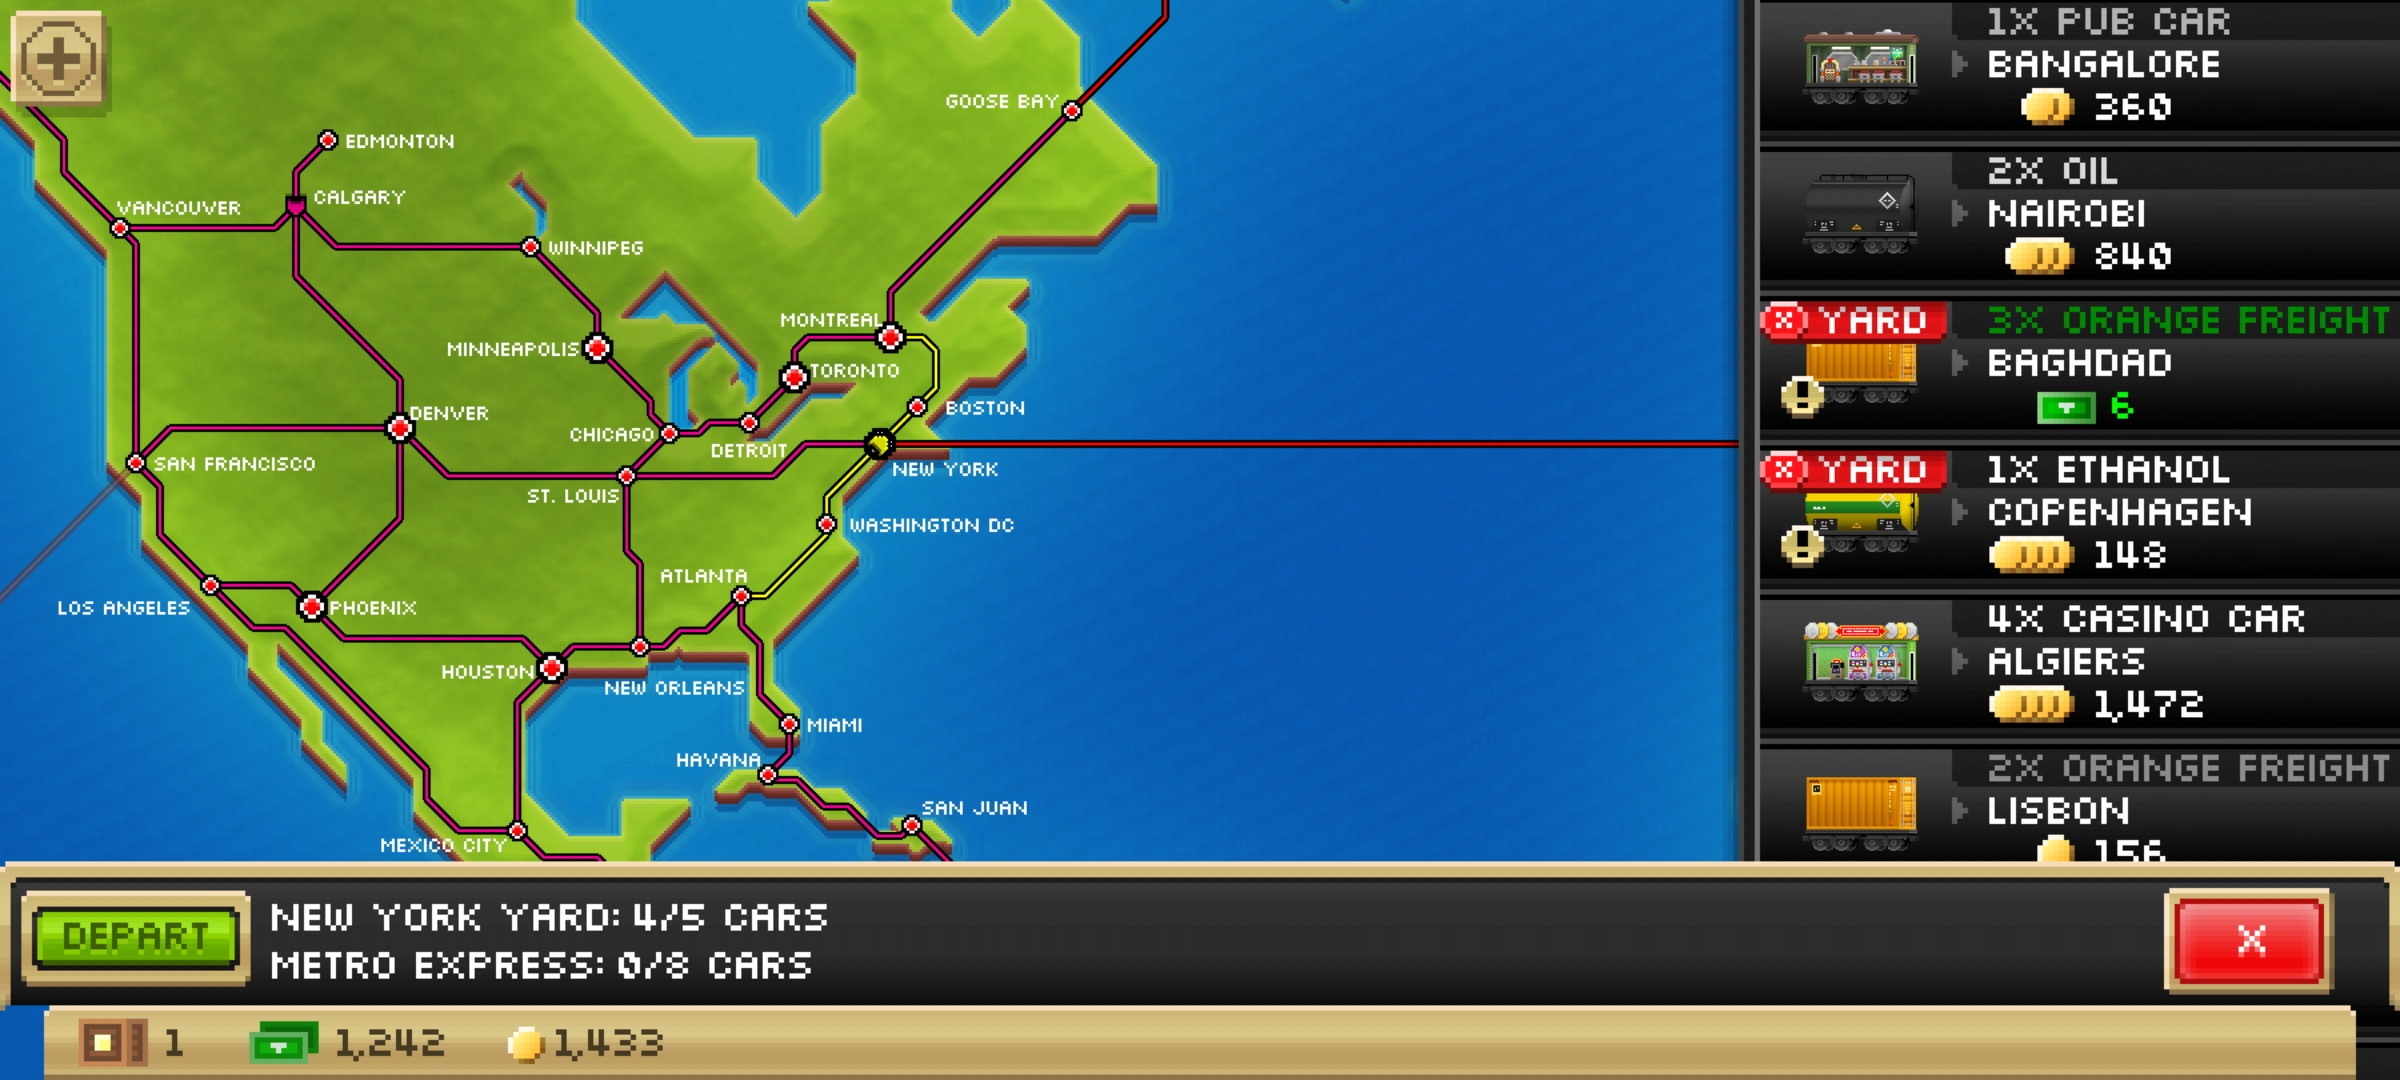 GOOSE BAY
EDMONTON
CALGARY
VANCOUVER
WINNIPEG
MONTREAL
MINNEAPOLIS
TORONTO
DENVER
BOSTON
CHICAGO
DETROIT
SAN FRANCISCO
NEW YORK
ST. LOUIS
WASHINGTON DC
ATLANTA
LOS ANGELES
PHOENIX
HOUSTON
NEW ORLEANS
MIAMI
HAVANA
SAN JUAN
MEXICO CITY
1X PUB CAR
BANGALORE
360
2X OIL
NAIROBI
840
YARD
3X ORANGE FREIGHT
BAGHDAD
6
YARD
1X ETHANOL
COPENHAGEN
148
4X CASINO CAR
ALGIERS
1,472
2X ORANGE FREIGHT
LISBON
156
DEPART
NEW YORK YARD: 4/5 CARS
METRO EXPRESS: 0/8 CARS
X
1
1,242
1,433